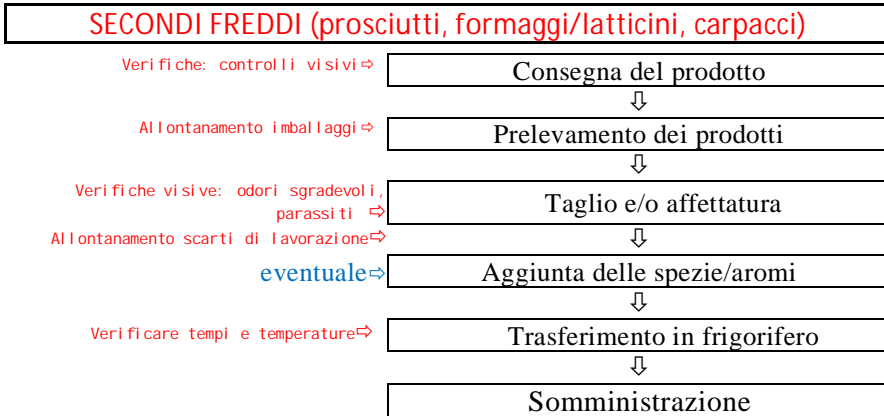 SECONDI FREDDI (prosciutti, formaggi/latticini, carpacci)
Verifiche: controlli visivi⇨
Consegna del prodotto
⇩
Allontanamento imballaggi⇨
Prelevamento dei prodotti
⇩
Verifiche visive: odori sgradevoli,
parassiti ⇨
Taglio e/o affettatura
Allontanamento scarti di lavorazione⇨
⇩
eventuale⇨
Aggiunta delle spezie/aromi
⇩
Verificare tempi e temperature⇨
Trasferimento in frigorifero
⇩
Somministrazione